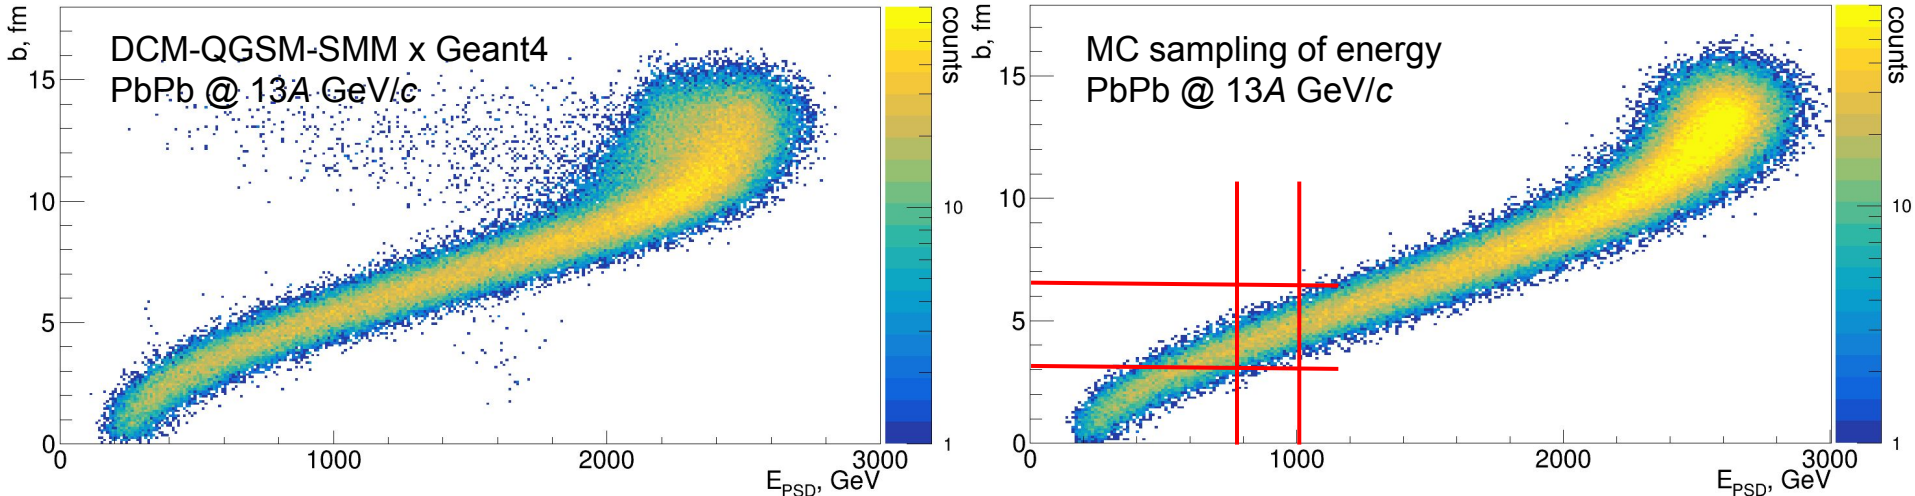 b, fm
15
10
5
0
DCM-QGSM-SMM x Geant4
PbPb @ 13A GeV/c
0
1000
2000
3000
E_PSD, GeV
counts
10
1
b, fm
15
10
5
0
MC sampling of energy
PbPb @ 13A GeV/c
0
1000
2000
3000
E_PSD, GeV
counts
10
1